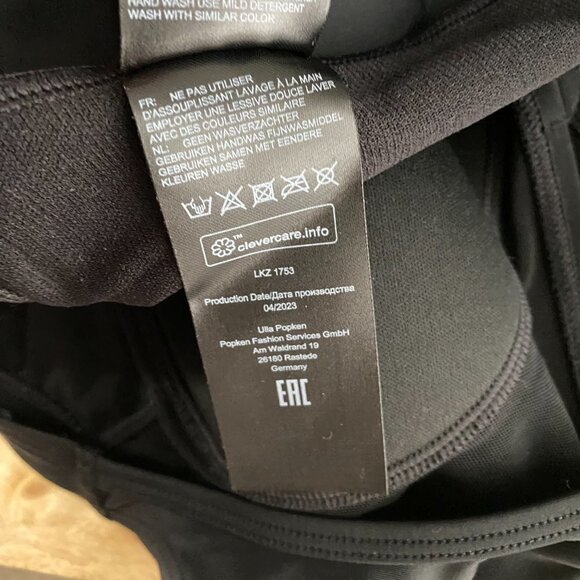 HAND WASH USE MILD DETERGENT
WASH WITH SIMILAR COLOR
FR: NE PAS UTILISER
D'ASSOUPLISSANT LAVAGE À LA MAIN
EMPLOYER UNE LESSIVE DOUCE LAVER
AVEC DES COULEURS SIMILAIRE
NL: GEEN WASVERZACHTER
GEBRUIKEN HANDWAS FIJNWASMIDDEL
GEBRUIKEN SAMEN MET EENDERE
KLEUREN WASSE
™ clevercare.info
LKZ 1753
Production Date/Дата производства
04/2023
Ulla Popken
Popken Fashion Services GmbH
Am Waldrand 19
26180 Rastede
Germany
EAC